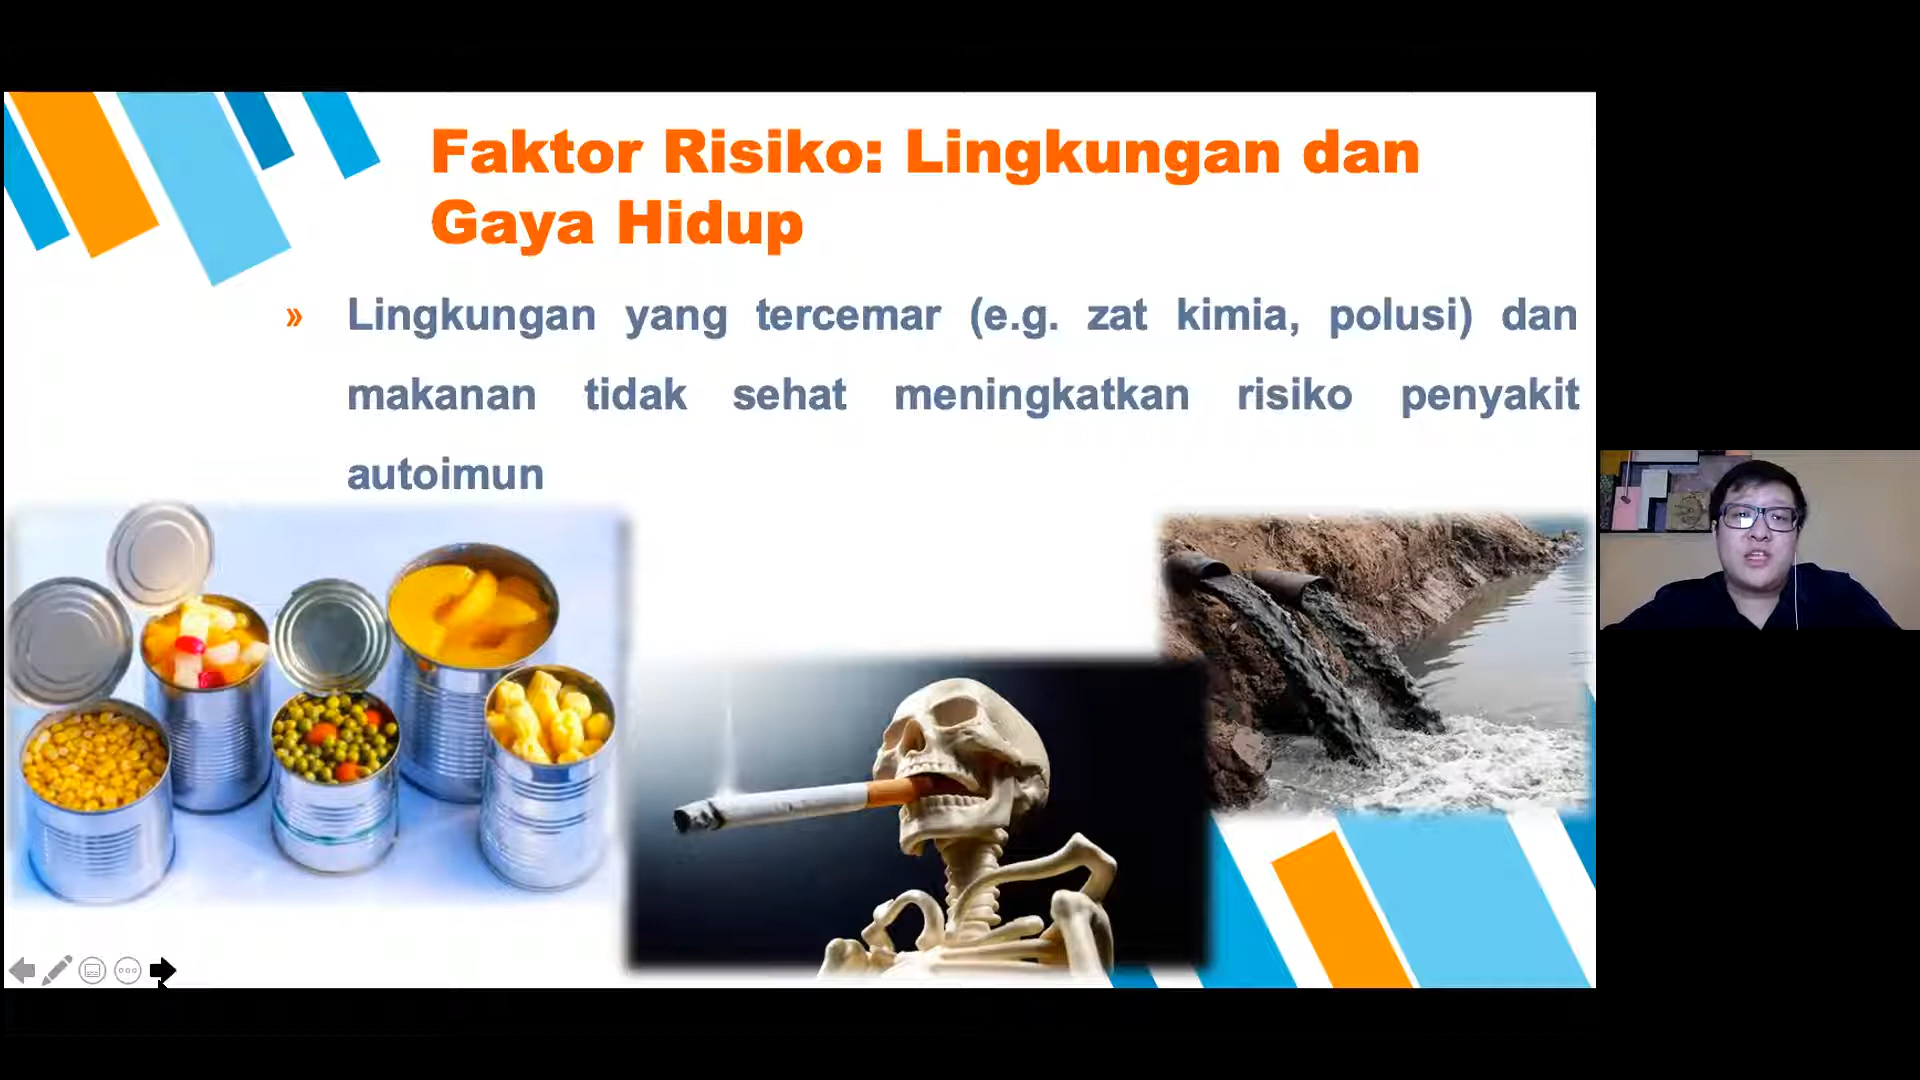 Faktor Risiko: Lingkungan dan
Gaya Hidup
» Lingkungan yang tercemar (e.g. zat kimia, polusi) dan
makanan tidak sehat meningkatkan risiko penyakit
autoimun